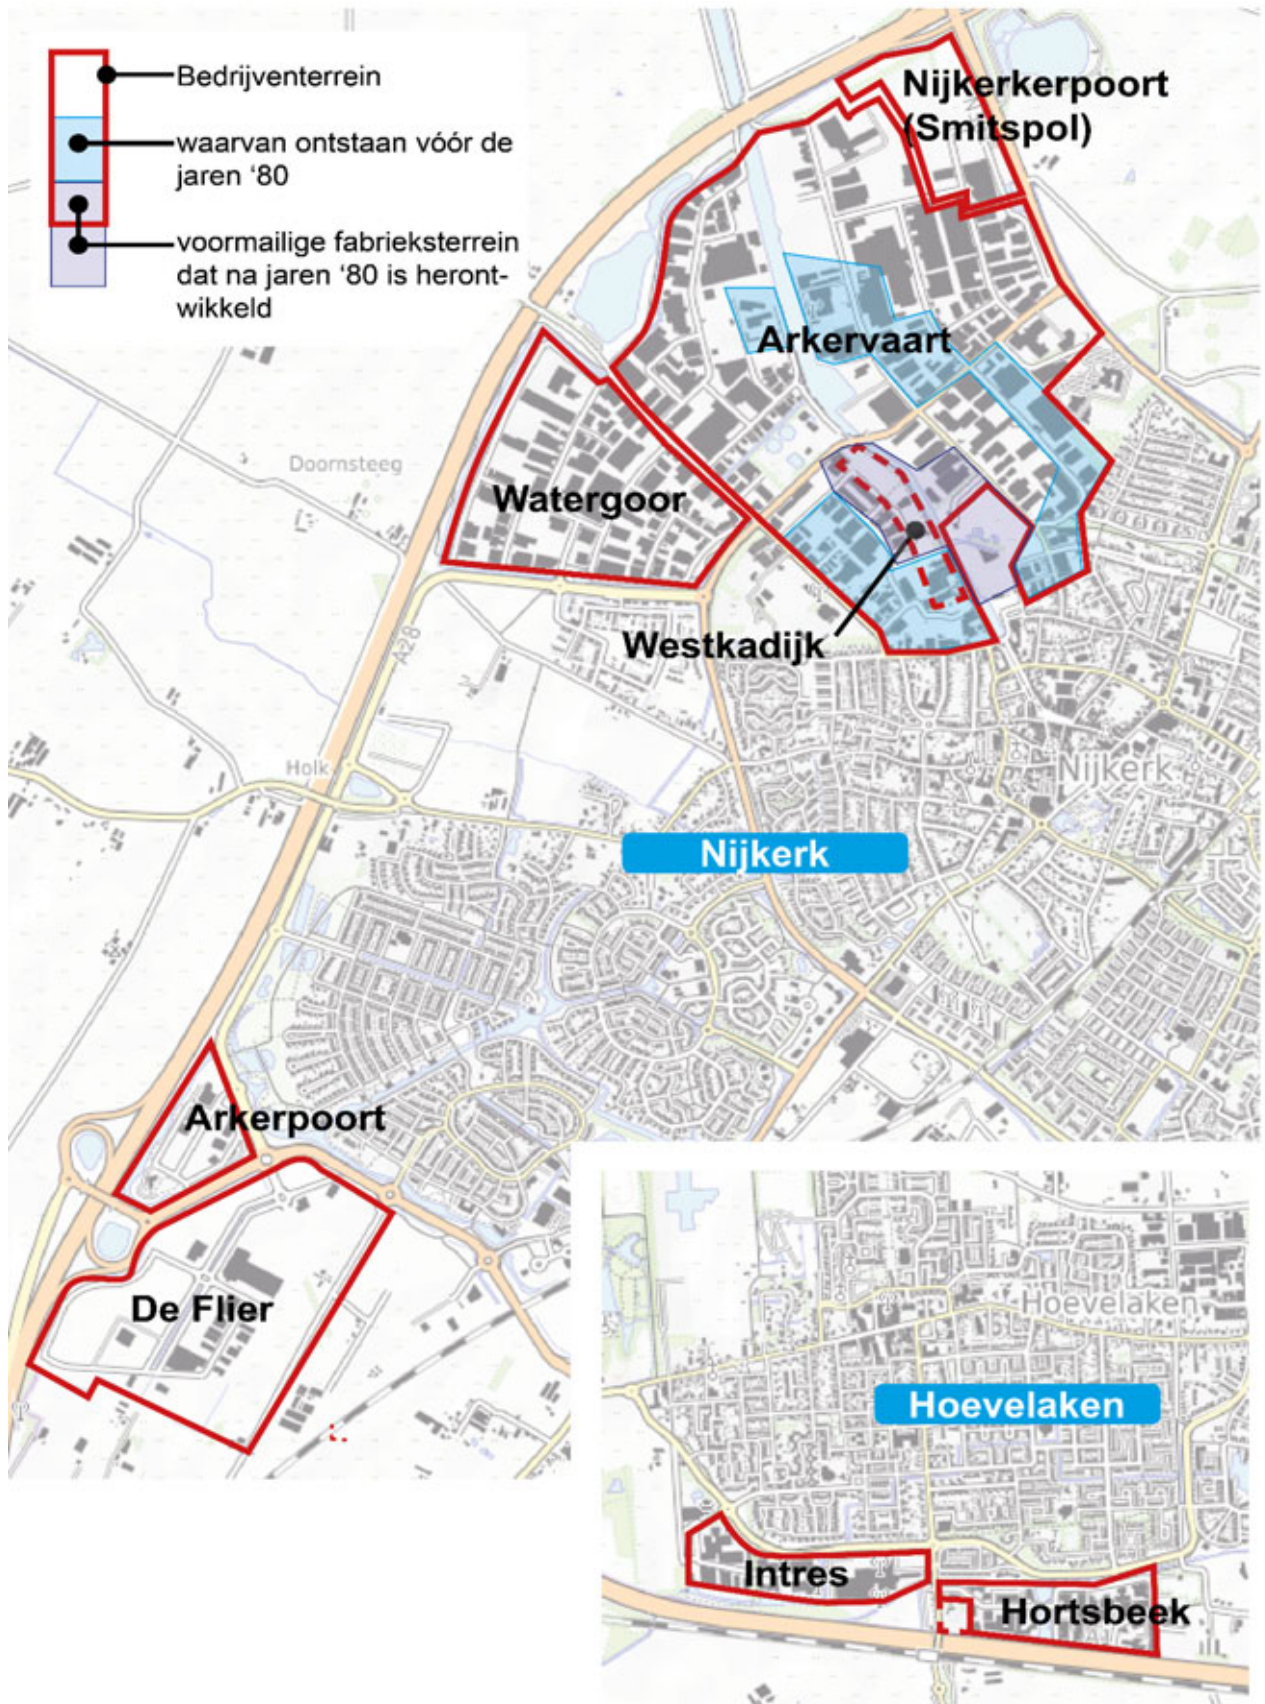 Bedrijventerrein
waarvan ontstaan vóór de
jaren '80
voormailige fabrieksterrein
dat na jaren '80 is heront-
wikkeld
Nijkerkerpoort
(Smitspol)
Arkervaart
Doornsteeg
Watergoor
A28
Westkadijk
Holk
Nijkerk
Nijkerk
Arkerpoort
De Flier
Hoevelaken
Hoevelaken
Intres
Hortsbeek
A1